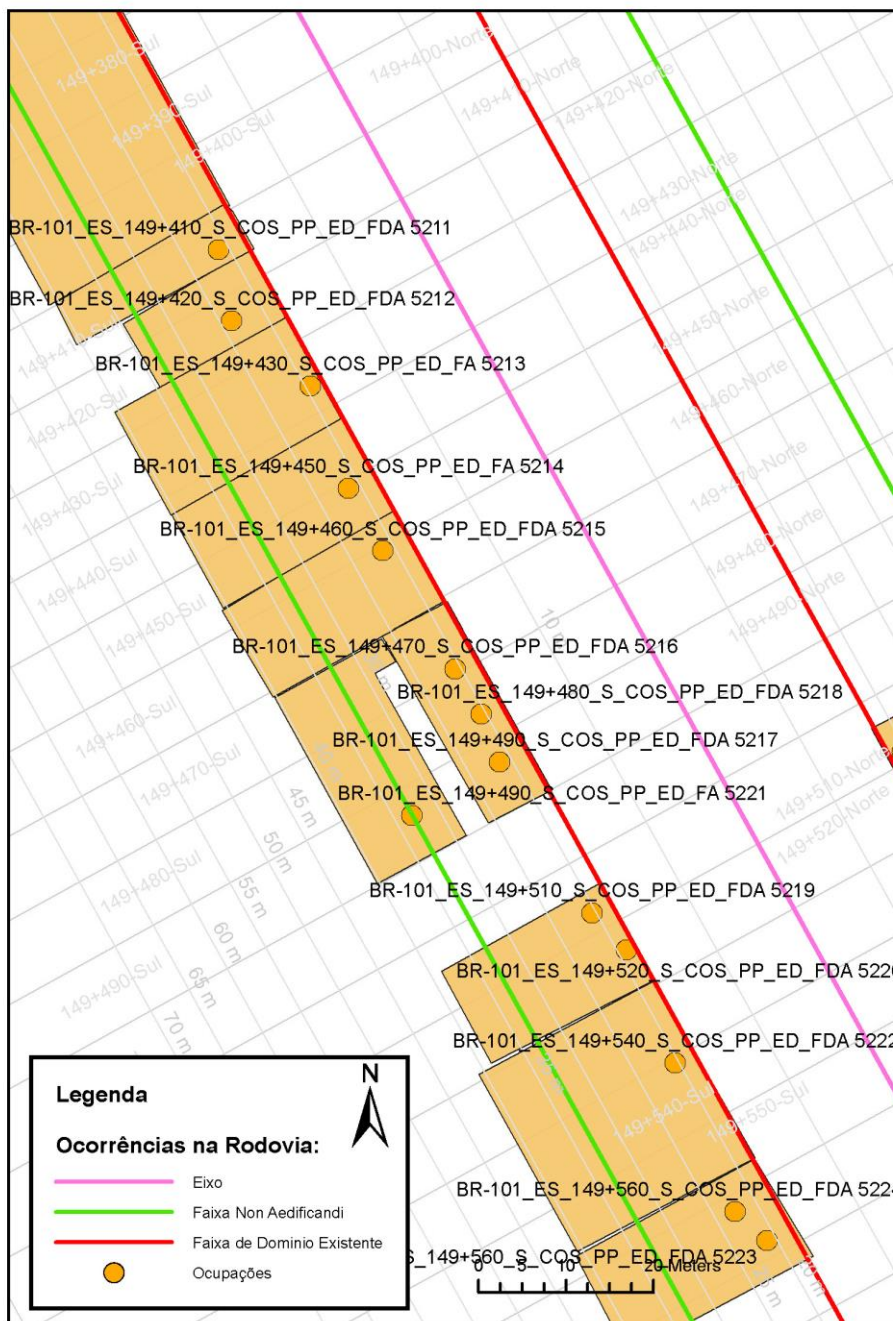 149+380-Sul
149+390-Sul
149+400-Sul
149+400-Norte
149+410-Norte
149+420-Norte
149+430-Norte
149+440-Norte
BR-101_ES_149+410_S_COS_PP_ED_FDA 5211
BR-101_ES_149+420_S_COS_PP_ED_FDA 5212
149+410-Sul
149+450-Norte
BR-101_ES_149+430_S_COS_PP_ED_FA 5213
149+420-Sul
149+460-Norte
BR-101_ES_149+450_S_COS_PP_ED_FA 5214
149+430-Sul
149+470-Norte
BR-101_ES_149+460_S_COS_PP_ED_FDA 5215
149+440-Sul
149+480-Norte
149+450-Sul
149+490-Norte
10 m
BR-101_ES_149+470_S_COS_PP_ED_FDA 5216
BR-101_ES_149+480_S_COS_PP_ED_FDA 5218
149+460-Sul
BR-101_ES_149+490_S_COS_PP_ED_FDA 5217
149+470-Sul
149+510-Norte
BR-101_ES_149+490_S_COS_PP_ED_FA 5221
45 m
149+520-Norte
50 m
149+480-Sul
BR-101_ES_149+510_S_COS_PP_ED_FDA 5219
55 m
60 m
BR-101_ES_149+520_S_COS_PP_ED_FDA
149+490-Sul
65 m
70 m
BR-101_ES_149+540_S_COS_PP_ED_FDA 5222
149+540-Sul
149+550-Sul
BR-101_ES_149+560_S_COS_PP_ED_FDA
_149+560_S_COS_PP_ED_FDA 5223
Legenda
N
Ocorrências na Rodovia:
Eixo
Faixa Non Aedificandi
Faixa de Dominio Existente
Ocupações
0 5 10 20 Meters